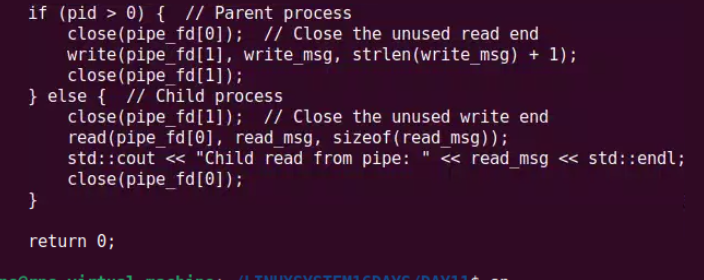 if (pid > 0) {  // Parent process
    close(pipe_fd[0]);  // Close the unused read end
    write(pipe_fd[1], write_msg, strlen(write_msg) + 1);
    close(pipe_fd[1]);
} else {  // Child process
    close(pipe_fd[1]);  // Close the unused write end
    read(pipe_fd[0], read_msg, sizeof(read_msg));
    std::cout << "Child read from pipe: " << read_msg << std::endl;
    close(pipe_fd[0]);
}
return 0;